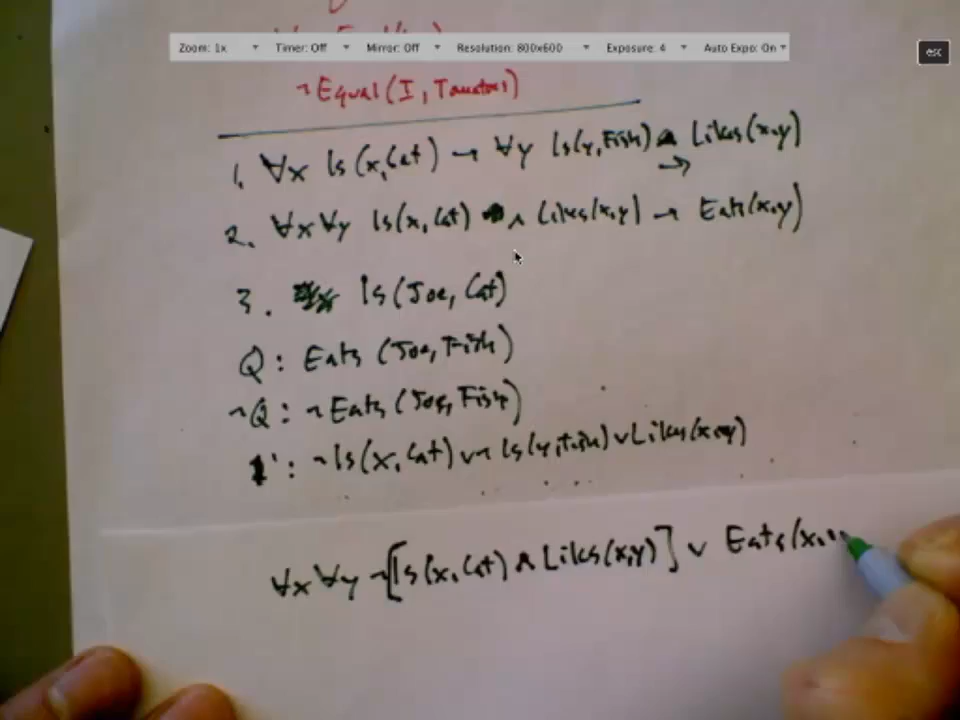 Zoom: 1x Timer: Off Mirror: Off Resolution: 800x600 Exposure: 4 Auto Expo: On
esc
¬Equal(I, )
1. ∀x Is(x,Cat) → ∀y Is(y,Fish) ∧ Likes(x,y)
→
2. ∀x∀y Is(x,Cat) ∧ Likes(x,y) → Eats(x,y)
3. Is(Joe, Cat)
Q: Eats (Joe, Fish)
¬Q: ¬Eats (Joe, Fish)
1': ¬Is(x,Cat) ∨ ¬Is(y,Fish) ∨ Likes(x,y)
∀x ∀y ¬[Is(x,Cat) ∧ Likes(x,y)] ∨ Eats(x,